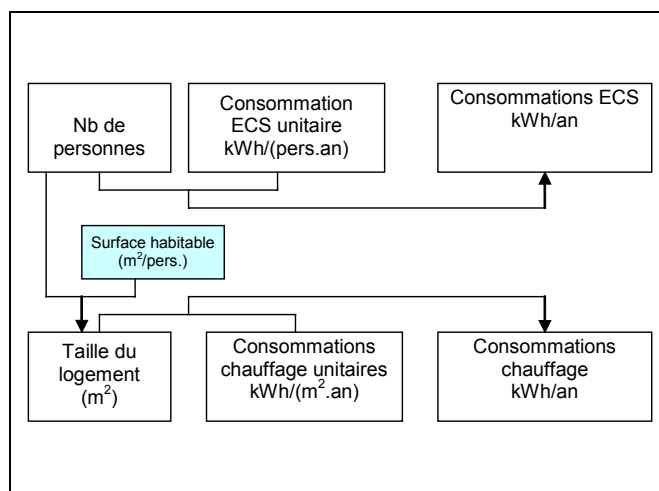 Nb de
personnes
Consommation
ECS unitaire
kWh/(pers.an)
Consommations ECS
kWh/an
Surface habitable
(m²/pers.)
Taille du
logement
(m²)
Consommations
chauffage unitaires
kWh/(m².an)
Consommations
chauffage
kWh/an